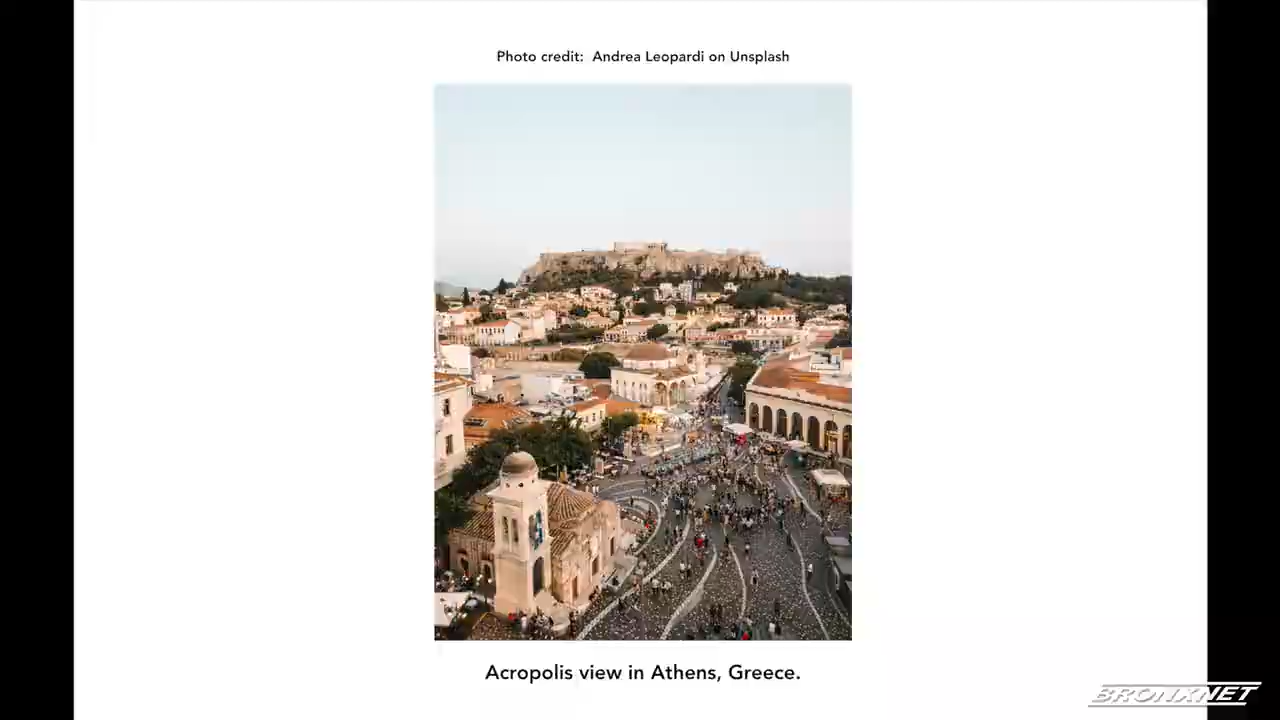 Photo credit:  Andrea Leopardi on Unsplash
Acropolis view in Athens, Greece.
BRONXNET